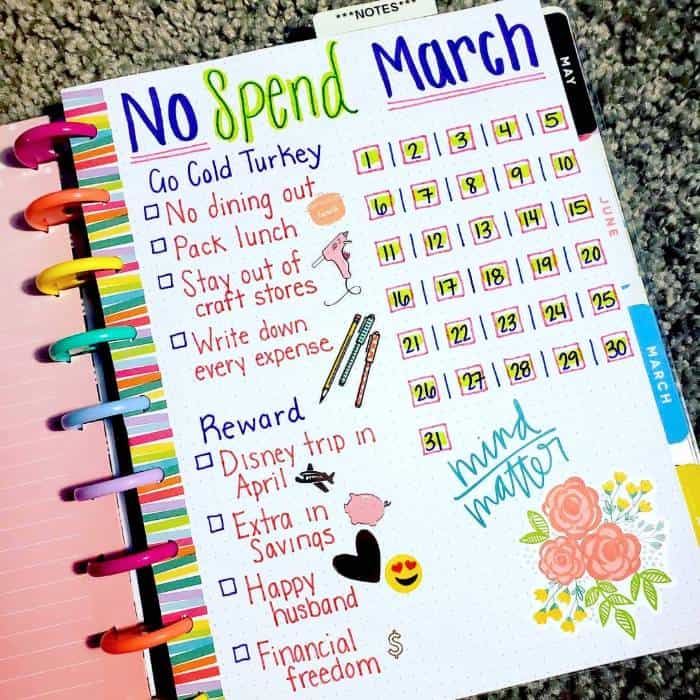 ***NOTES***
No Spend March
Go Cold Turkey
No dining out
Pack lunch
Stay out of
craft stores
Write down
every expense
Reward
Disney trip in
April
Extra in
Savings
Happy
husband
Financial
freedom
$
1 | 2 | 3 | 4 | 5
6 | 7 | 8 | 9 | 10
11 | 12 | 13 | 14 | 15
16 | 17 | 18 | 19 | 20
21 | 22 | 23 | 24 | 25
26 | 27 | 28 | 29 | 30
31
mind
matter
MAY
JUNE
MARCH